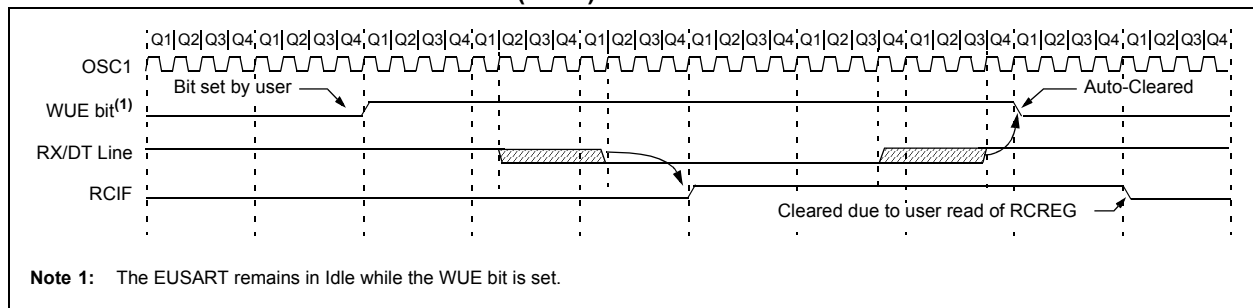 Q1 Q2 Q3 Q4 Q1 Q2 Q3 Q4 Q1 Q2 Q3 Q4 Q1 Q2 Q3 Q4 Q1 Q2 Q3 Q4 Q1 Q2 Q3 Q4 Q1 Q2 Q3 Q4 Q1 Q2 Q3 Q4 Q1 Q2 Q3 Q4 Q1 Q2 Q3 Q4
OSC1
Bit set by user
Auto-Cleared
WUE bit(1)
RX/DT Line
RCIF
Cleared due to user read of RCREG
Note 1: The EUSART remains in Idle while the WUE bit is set.